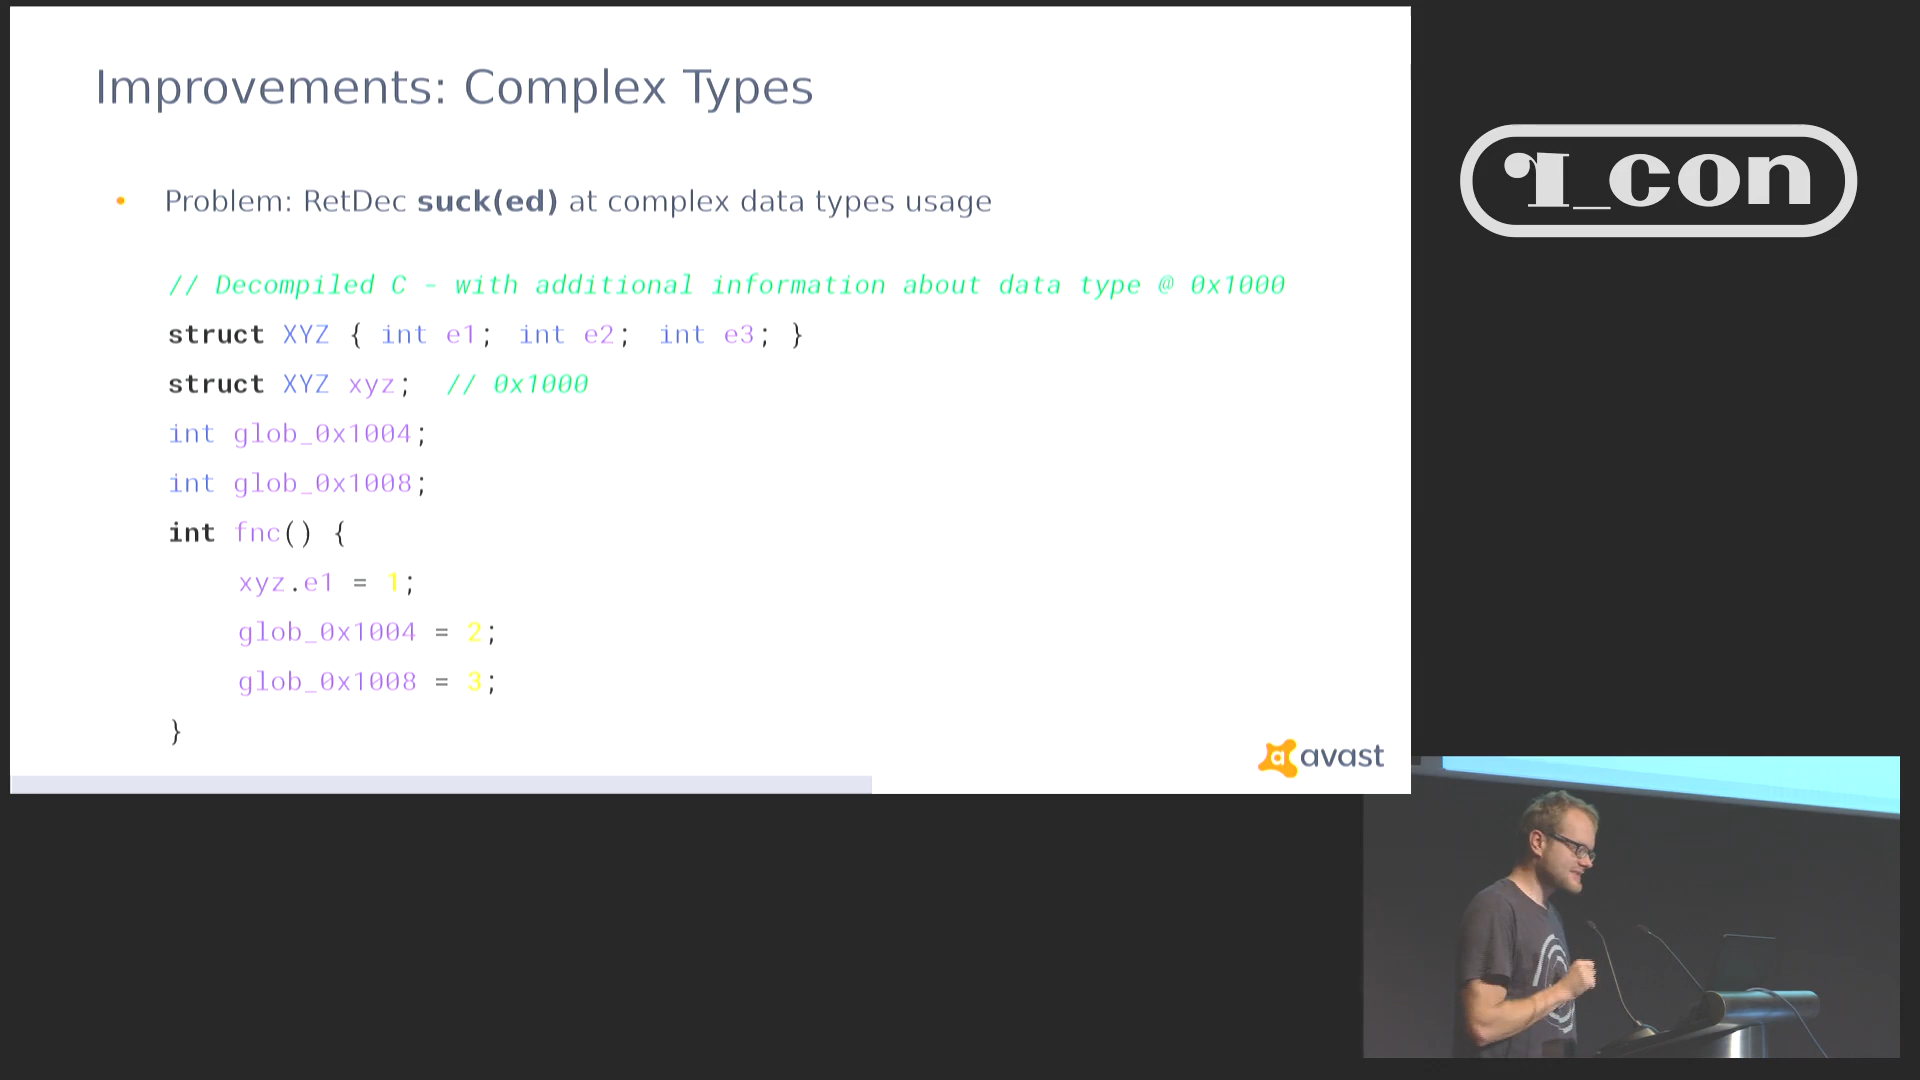 Improvements: Complex Types
• Problem: RetDec suck(ed) at complex data types usage
// Decompiled C - with additional information about data type @ 0x1000
struct XYZ { int e1; int e2; int e3; }
struct XYZ xyz; // 0x1000
int glob_0x1004;
int glob_0x1008;
int fnc() {
xyz.e1 = 1;
glob_0x1004 = 2;
glob_0x1008 = 3;
}
avast
r_con